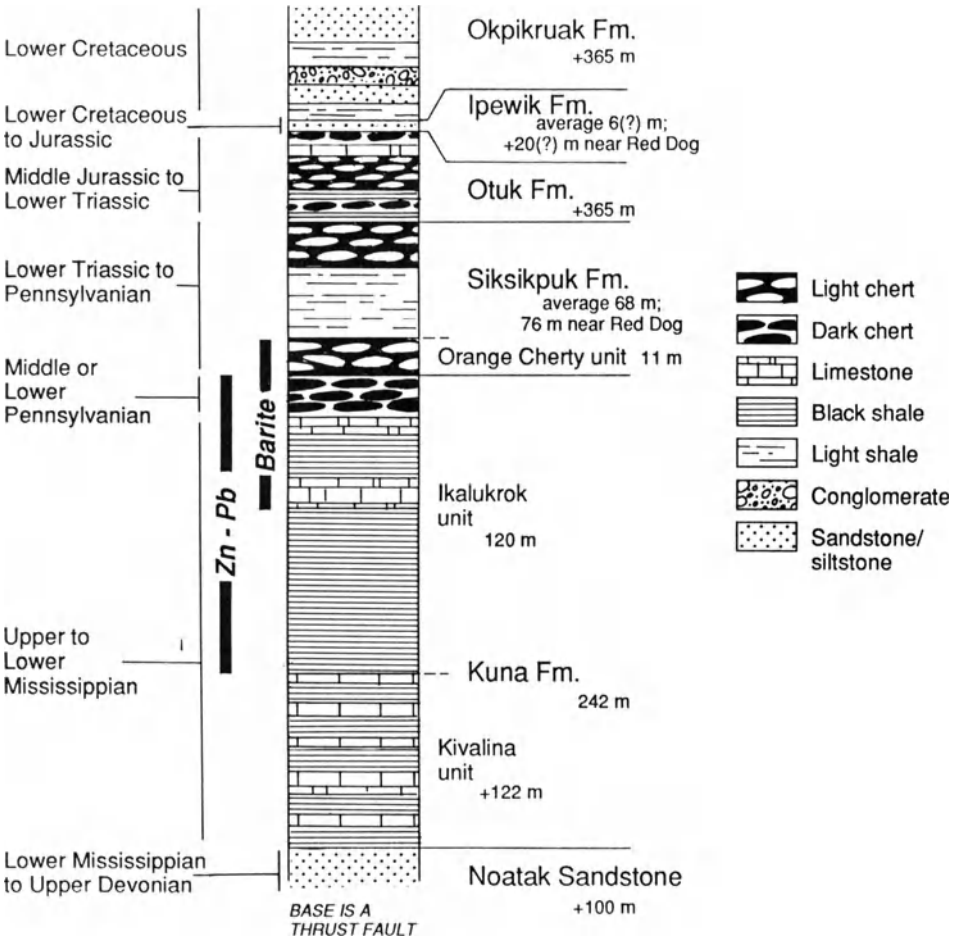 Lower Cretaceous
Lower Cretaceous
to Jurassic
Middle Jurassic to
Lower Triassic
Lower Triassic to
Pennsylvanian
Middle or
Lower
Pennsylvanian
Upper to
Lower
Mississippian
Lower Mississippian
to Upper Devonian
Zn - Pb
Barite
BASE IS A
THRUST FAULT
Okpikruak Fm.
+365 m
Ipewik Fm.
average 6(?) m;
+20(?) m near Red Dog
Otuk Fm.
+365 m
Siksikpuk Fm.
average 68 m;
76 m near Red Dog
Orange Cherty unit 11 m
Ikalukrok
unit
120 m
Kuna Fm.
242 m
Kivalina
unit
+122 m
Noatak Sandstone
+100 m
Light chert
Dark chert
Limestone
Black shale
Light shale
Conglomerate
Sandstone/
siltstone